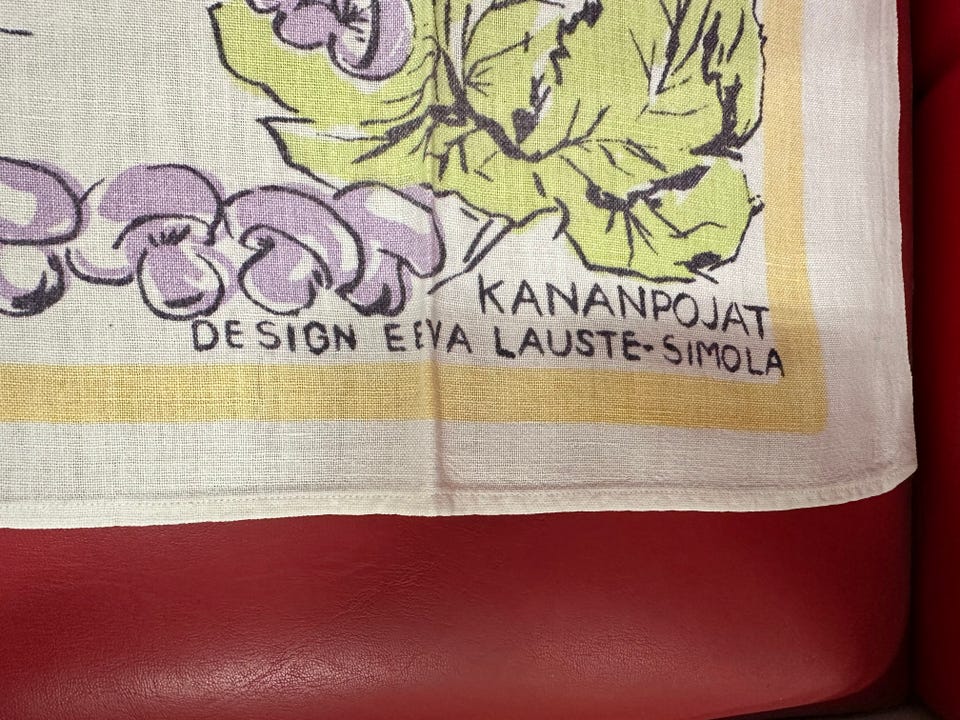 KANANPOJAT
DESIGN EEVA LAUSTE-SIMOLA